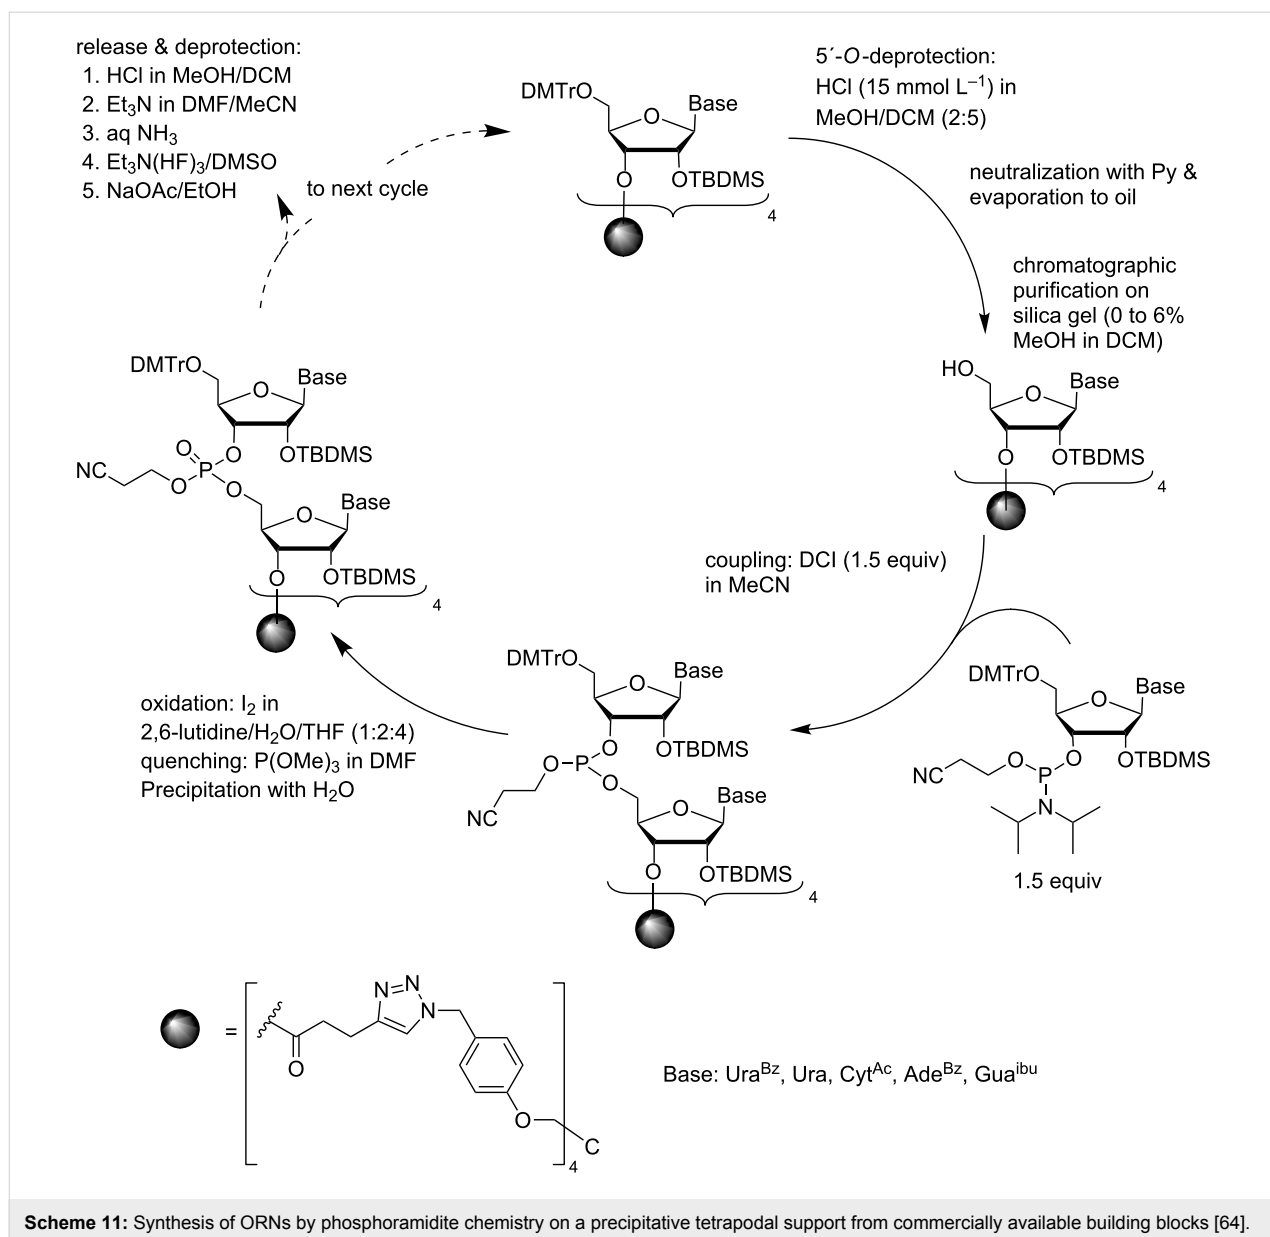 release & deprotection:
1. HCl in MeOH/DCM
2. Et3N in DMF/MeCN
3. aq NH3
4. Et3N(HF)3/DMSO
5. NaOAc/EtOH
to next cycle
DMTrO
O
Base
O
OTBDMS
4
5´-O-deprotection:
HCl (15 mmol L–1) in
MeOH/DCM (2:5)
neutralization with Py &
evaporation to oil
chromatographic
purification on
silica gel (0 to 6%
MeOH in DCM)
HO
O
Base
O
OTBDMS
4
coupling: DCI (1.5 equiv)
in MeCN
DMTrO
O
Base
O
OTBDMS
NC
O
P
N
1.5 equiv
DMTrO
O
Base
O
OTBDMS
O–P
O
NC
O
Base
O
OTBDMS
4
oxidation: I2 in
2,6-lutidine/H2O/THF (1:2:4)
quenching: P(OMe)3 in DMF
Precipitation with H2O
DMTrO
O
Base
O
O
OTBDMS
NC
O
P
O
O
Base
O
OTBDMS
4
=
O
N=N
N
O
C
4
Base: UraBz, Ura, CytAc, AdeBz, Guaibu
Scheme 11: Synthesis of ORNs by phosphoramidite chemistry on a precipitative tetrapodal support from commercially available building blocks [64].